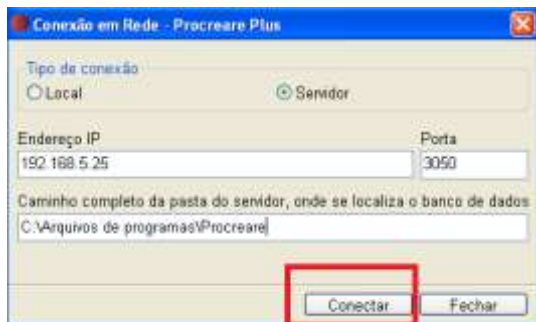 Conexão em Rede - Procreare Plus
Tipo de conexão
Local Servidor
Endereço IP Porta
192.168.5.25 3050
Caminho completo da pasta do servidor, onde se localiza o banco de dados
C:\Arquivos de programas\Procreare
Conectar Fechar